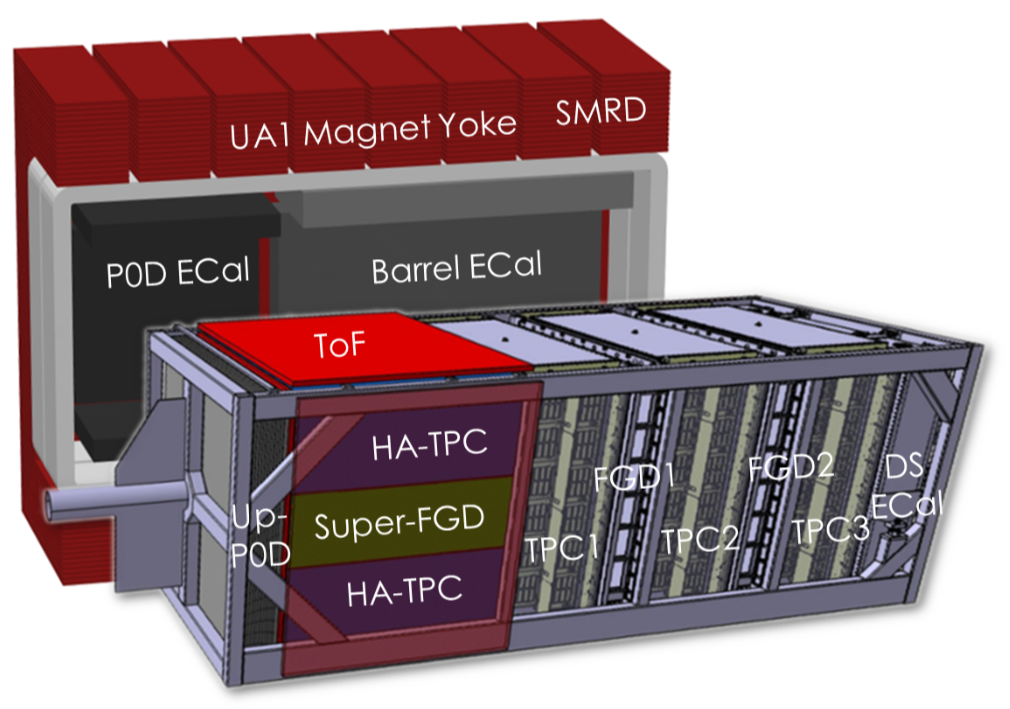 UA1 Magnet Yoke
SMRD
P0D ECal
Barrel ECal
ToF
HA-TPC
Super-FGD
HA-TPC
Up-
P0D
FGD1
TPC1
TPC2
FGD2
TPC3
DS
ECal